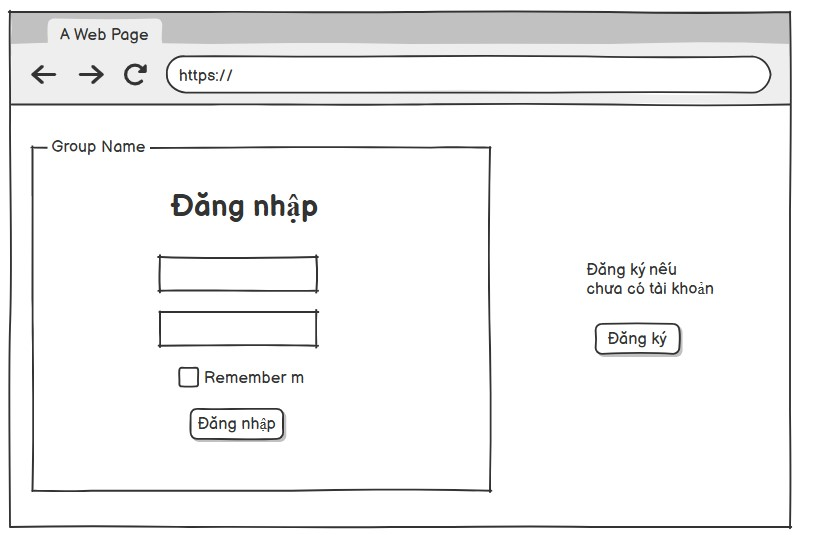 A Web Page
https://
Group Name
Đăng nhập
Remember m
Đăng nhập
Đăng ký nếu
chưa có tài khoản
Đăng ký